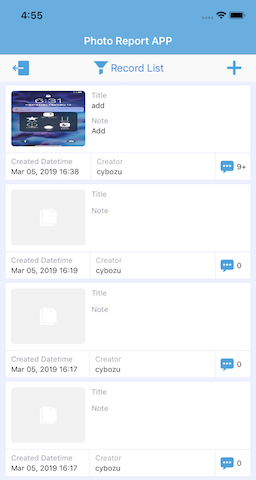 4:55
Photo Report APP
Record List
6:31
Title
add
Note
Add
Created Datetime
Mar 05, 2019 16:38
Creator
cybozu
9+
Title
Note
Created Datetime
Mar 05, 2019 16:19
Creator
cybozu
0
Title
Note
Created Datetime
Mar 05, 2019 16:17
Creator
cybozu
0
Title
Note
Created Datetime
Mar 05, 2019 16:17
Creator
cybozu
0